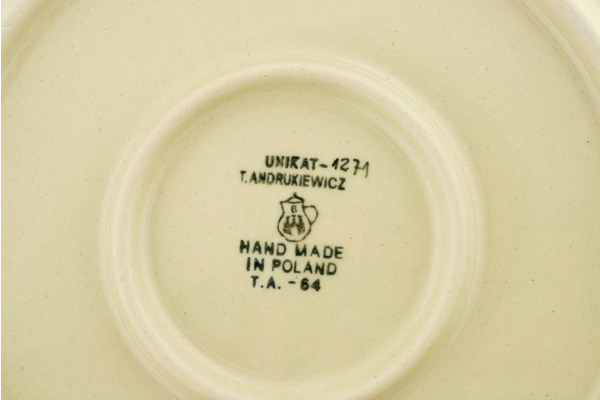 UNIKAT-1271
T.ANDRUKIEWICZ
B
HAND MADE
IN POLAND
T.A. - 64